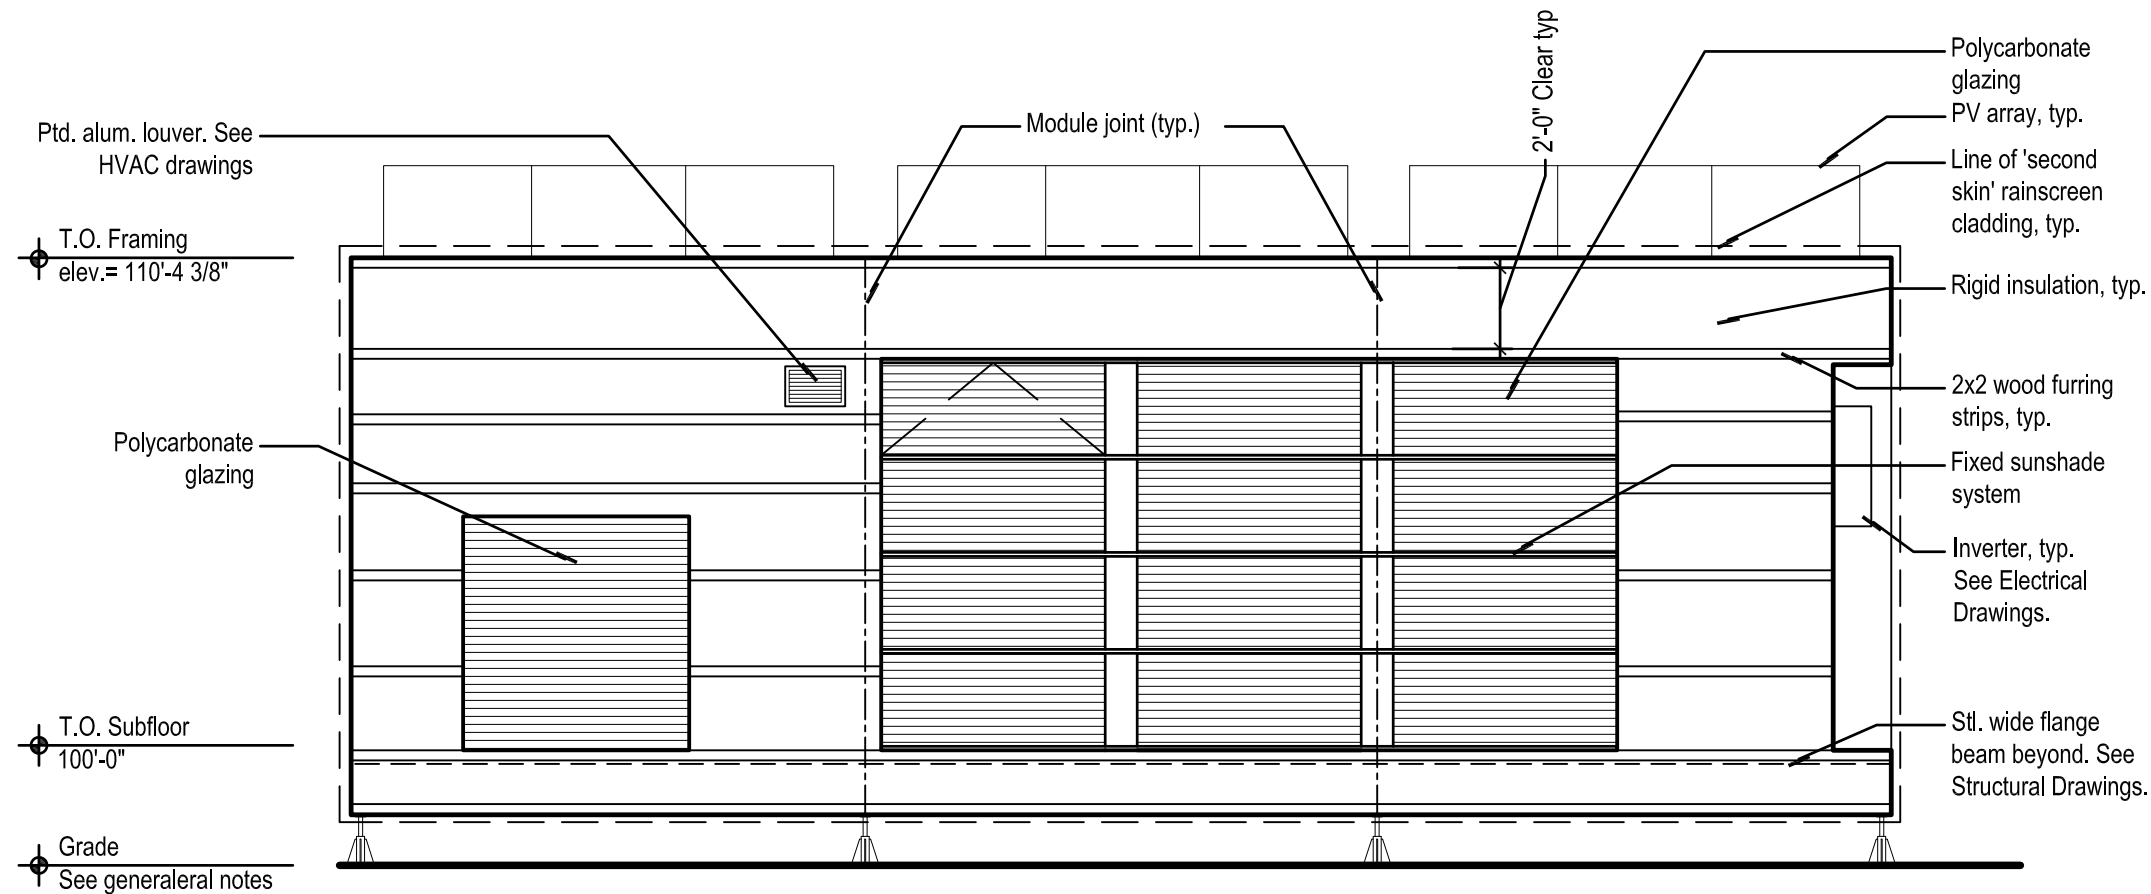 2'-0" Clear typ
Polycarbonate
glazing
PV array, typ.
Ptd. alum. louver. See
HVAC drawings
Module joint (typ.)
Line of 'second
skin' rainscreen
cladding, typ.
T.O. Framing
elev.= 110'-4 3/8"
Rigid insulation, typ.
2x2 wood furring
strips, typ.
Polycarbonate
glazing
Fixed sunshade
system
Inverter, typ.
See Electrical
Drawings.
T.O. Subfloor
100'-0"
Stl. wide flange
beam beyond. See
Structural Drawings.
Grade
See generaleral notes